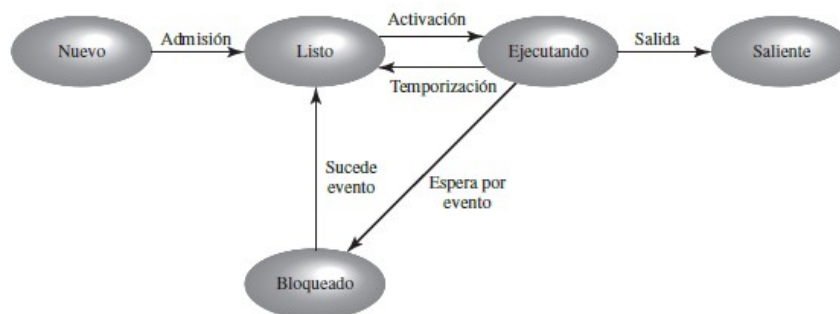 Nuevo
Admisión
Listo
Activación
Temporización
Ejecutando
Salida
Saliente
Sucede
evento
Espera por
evento
Bloqueado